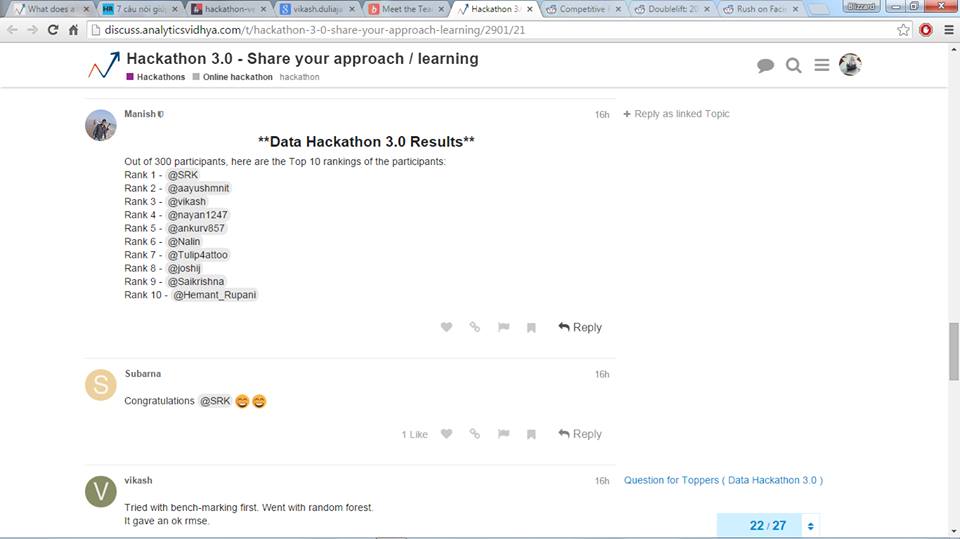 What does a
7 câu nói giúp
hackathon-ve
vikash.duliaja
Meet the Tea
Hackathon 3.
Competitive
Doublelift: 20
Rush on Face
Blizzard
discuss.analyticsvidhya.com/t/hackathon-3-0-share-your-approach-learning/2901/21
Hackathon 3.0 - Share your approach / learning
Hackathons Online hackathon hackathon
Manish 16h + Reply as linked Topic
**Data Hackathon 3.0 Results**
Out of 300 participants, here are the Top 10 rankings of the participants:
Rank 1 - @SRK
Rank 2 - @aayushmnit
Rank 3 - @vikash
Rank 4 - @nayan1247
Rank 5 - @ankurv857
Rank 6 - @Nalin
Rank 7 - @Tulip4attoo
Rank 8 - @joshij
Rank 9 - @Saikrishna
Rank 10 - @Hemant_Rupani
Reply
S
Subarna 16h
Congratulations @SRK 😄😄
1 Like Reply
V
vikash 16h Question for Toppers ( Data Hackathon 3.0 )
Tried with bench-marking first. Went with random forest.
It gave an ok rmse.
22 / 27